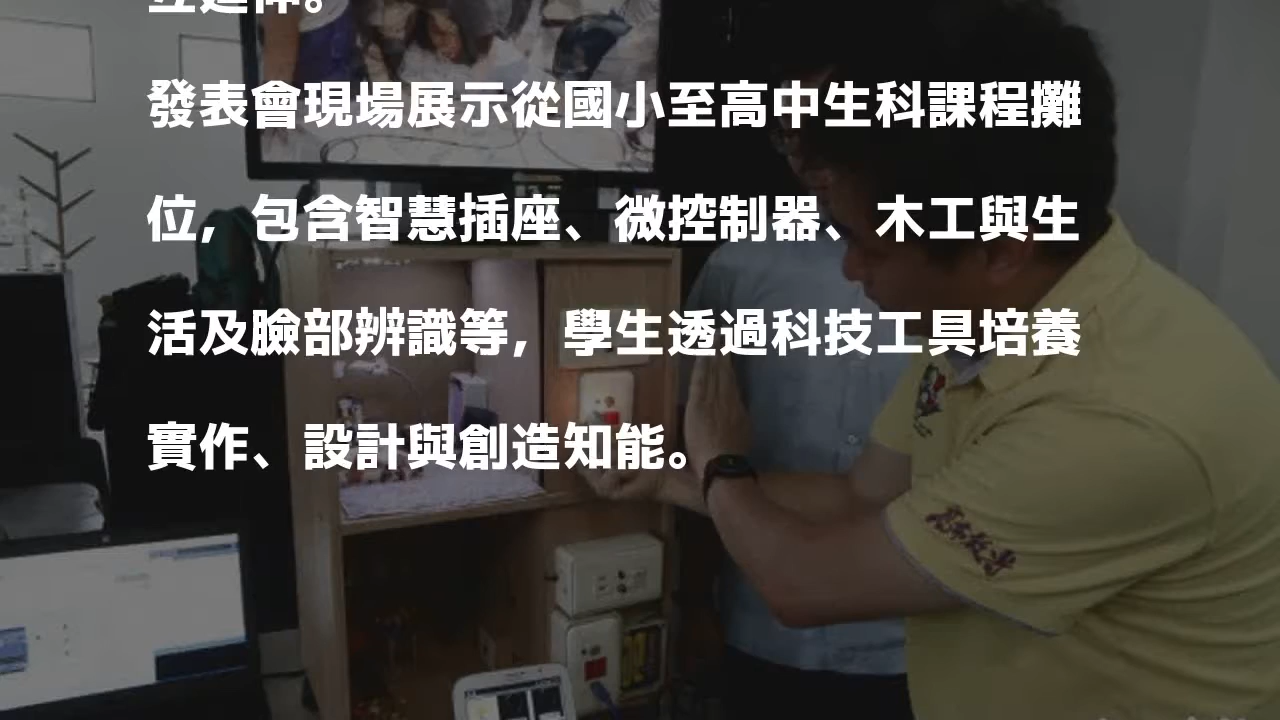 發表會現場展示從國小至高中生科課程攤
位，包含智慧插座、微控制器、木工與生
活及臉部辨識等，學生透過科技工具培養
實作、設計與創造知能。